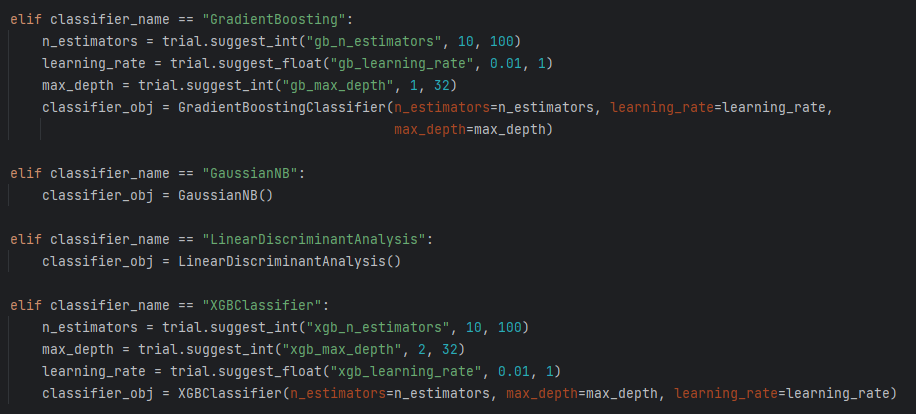 elif classifier_name == "GradientBoosting":
    n_estimators = trial.suggest_int("gb_n_estimators", 10, 100)
    learning_rate = trial.suggest_float("gb_learning_rate", 0.01, 1)
    max_depth = trial.suggest_int("gb_max_depth", 1, 32)
    classifier_obj = GradientBoostingClassifier(n_estimators=n_estimators, learning_rate=learning_rate,
                                                max_depth=max_depth)
elif classifier_name == "GaussianNB":
    classifier_obj = GaussianNB()
elif classifier_name == "LinearDiscriminantAnalysis":
    classifier_obj = LinearDiscriminantAnalysis()
elif classifier_name == "XGBClassifier":
    n_estimators = trial.suggest_int("xgb_n_estimators", 10, 100)
    max_depth = trial.suggest_int("xgb_max_depth", 2, 32)
    learning_rate = trial.suggest_float("xgb_learning_rate", 0.01, 1)
    classifier_obj = XGBClassifier(n_estimators=n_estimators, max_depth=max_depth, learning_rate=learning_rate)